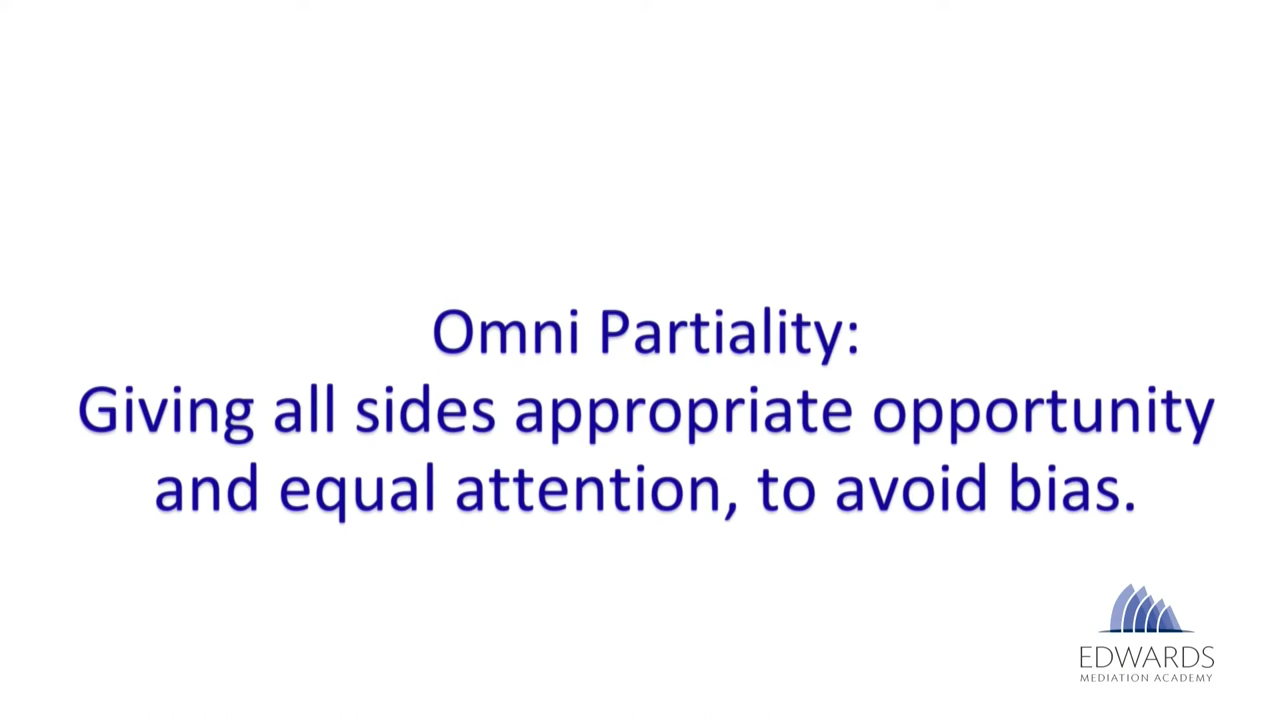 Omni Partiality:
Giving all sides appropriate opportunity
and equal attention, to avoid bias.
EDWARDS
MEDIATION ACADEMY